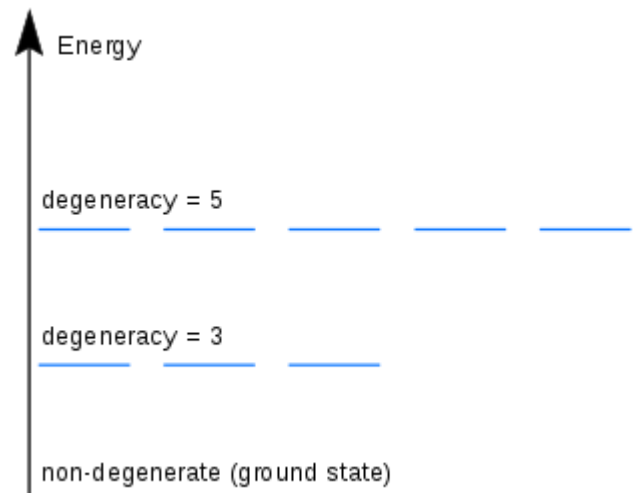 Energy
degeneracy = 5
degeneracy = 3
non-degenerate (ground state)